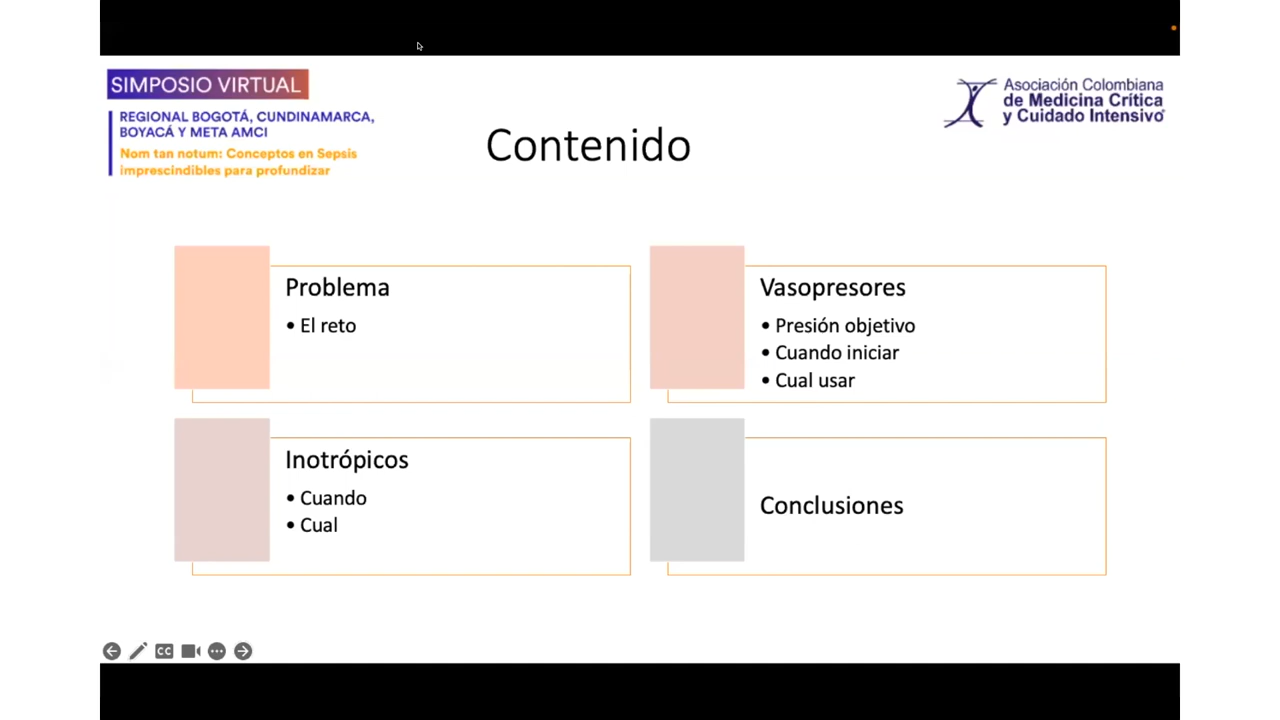 SIMPOSIO VIRTUAL
REGIONAL BOGOTÁ, CUNDINAMARCA,
BOYACÁ Y META AMCI
Nom tan notum: Conceptos en Sepsis
imprescindibles para profundizar
Asociación Colombiana
de Medicina Crítica
y Cuidado Intensivo
Contenido
Problema
• El reto
Vasopresores
• Presión objetivo
• Cuando iniciar
• Cual usar
Inotrópicos
• Cuando
• Cual
Conclusiones
CC